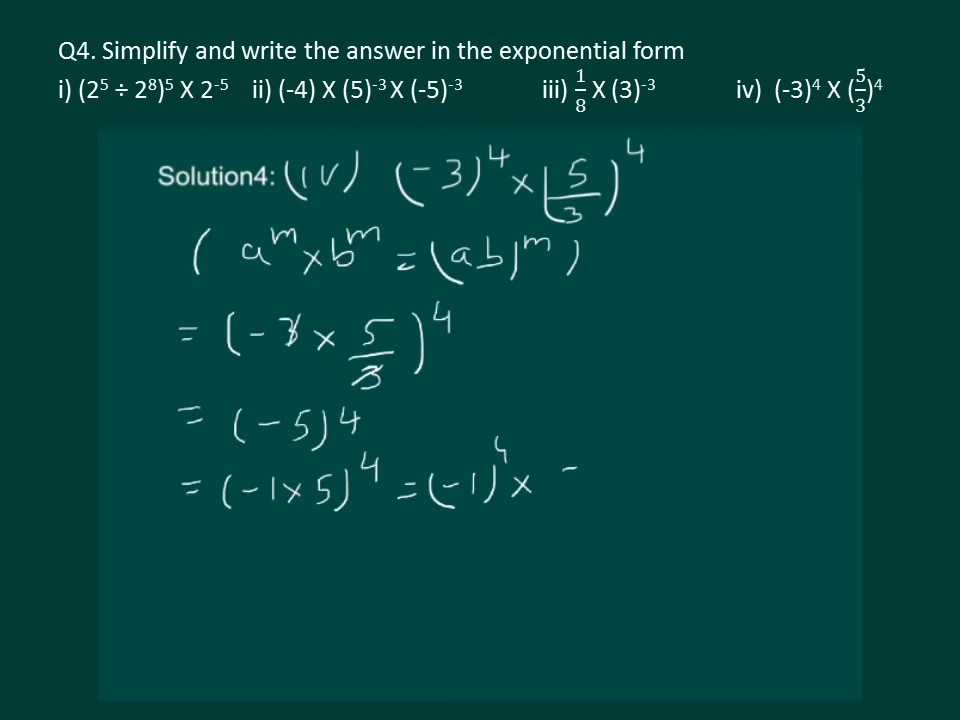 Q4. Simplify and write the answer in the exponential form
i) (2⁵ ÷ 2⁸)⁵ X 2⁻⁵ ii) (-4) X (5)⁻³ X (-5)⁻³ iii) 1/8 X (3)⁻³ iv) (-3)⁴ X (5/3)⁴
Solution4: (iv) (-3)⁴ × (5/3)⁴
( aᵐ × bᵐ = (ab)ᵐ )
= (-3 × 5/3)⁴
= (-5)⁴
= (-1×5)⁴ = (-1)⁴ ×